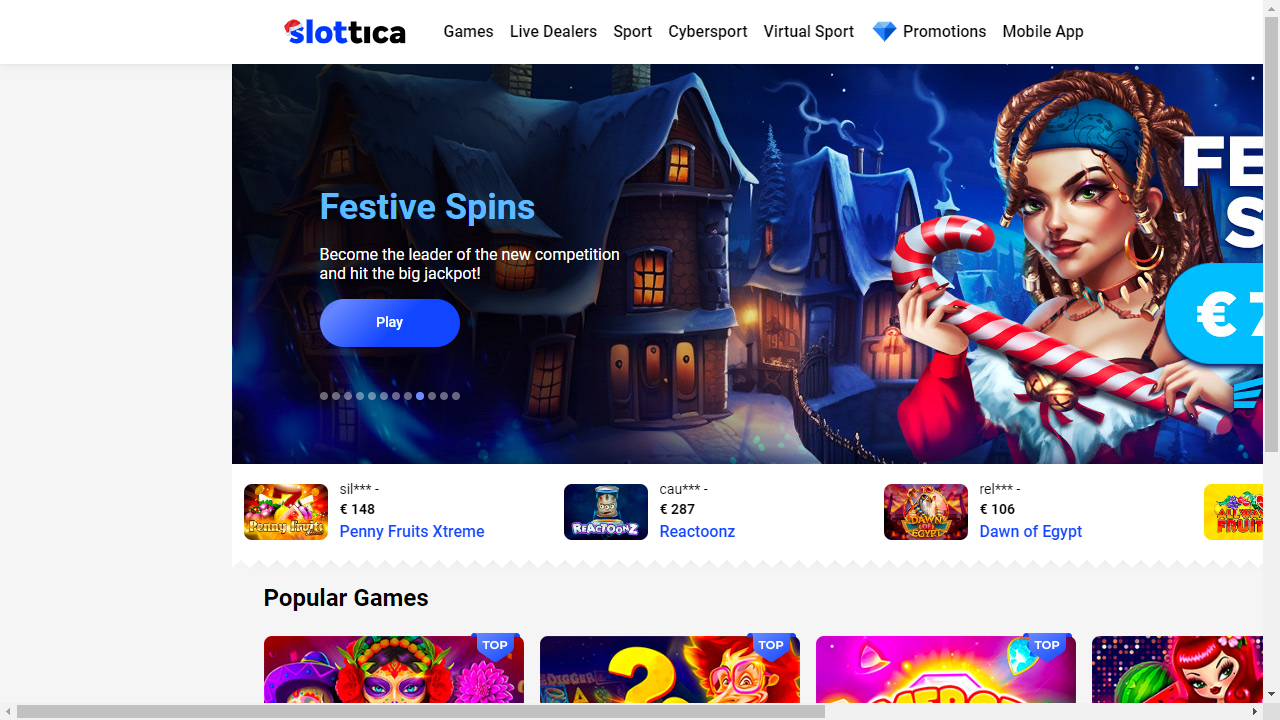 slottica
Games Live Dealers Sport Cybersport Virtual Sport Promotions Mobile App
Festive Spins
Become the leader of the new competition
and hit the big jackpot!
Play
€ 7
sil*** -
€ 148
Penny Fruits Xtreme
cau*** -
€ 287
Reactoonz
rel*** -
€ 106
Dawn of Egypt
Penny Fruits
REACTOONZ
DAWN OF EGYPT
Popular Games
TOP
TOP
TOP